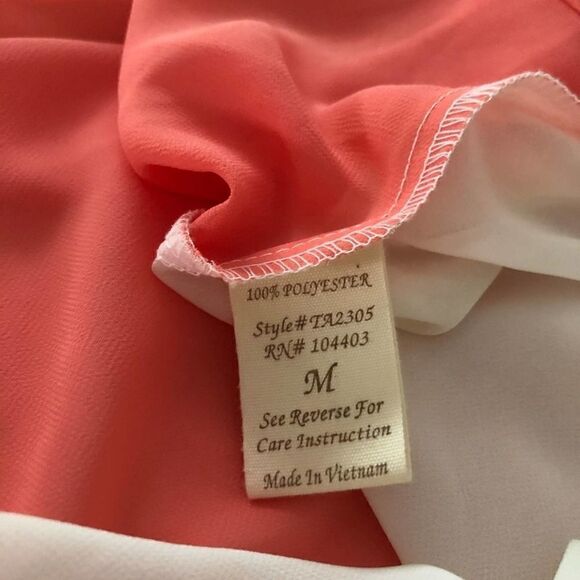 100% POLYESTER
Style# TA2305
RN# 104403
M
See Reverse For
Care Instruction
Made In Vietnam